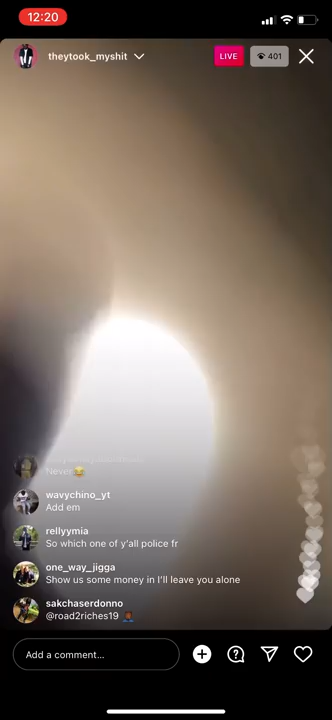 12:20
theytook_myshit
LIVE
401
Never😂
wavychino_yt
Add em
rellyymia
So which one of y'all police fr
one_way_jigga
Show us some money in I'll leave you alone
sakchaserdonno
@road2riches19
Add a comment...